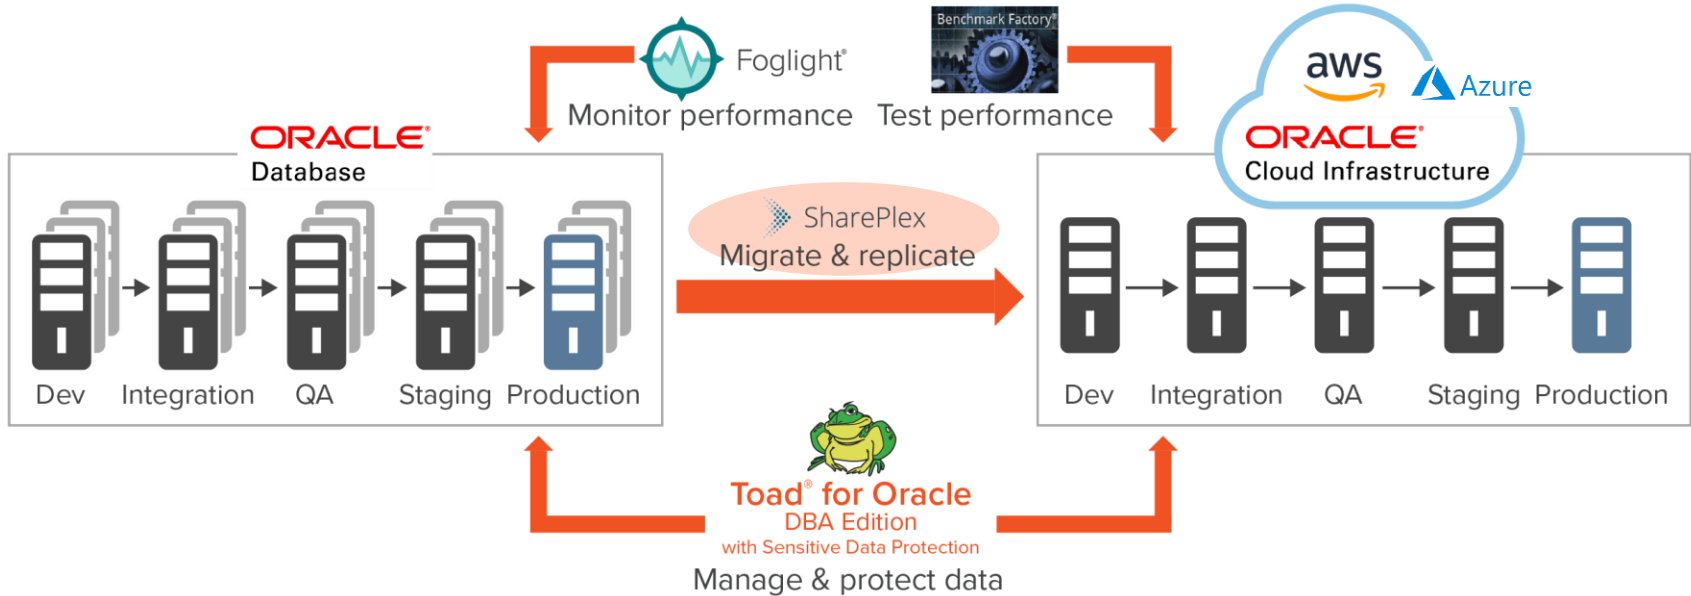 Foglight®
Monitor performance
Benchmark Factory®
Test performance
aws
Azure
ORACLE®
Cloud Infrastructure
ORACLE®
Database
SharePlex
Migrate & replicate
Dev
Integration
QA
Staging
Production
Dev
Integration
QA
Staging
Production
Toad® for Oracle
DBA Edition
with Sensitive Data Protection
Manage & protect data